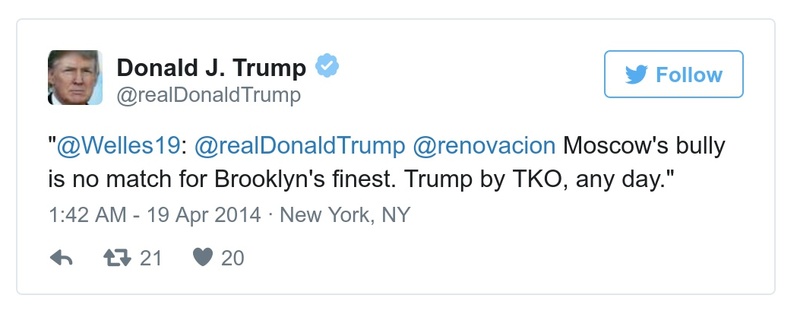 Donald J. Trump
@realDonaldTrump
Follow
"@Welles19: @realDonaldTrump @renovacion Moscow's bully
is no match for Brooklyn's finest. Trump by TKO, any day."
1:42 AM - 19 Apr 2014 · New York, NY
21 20